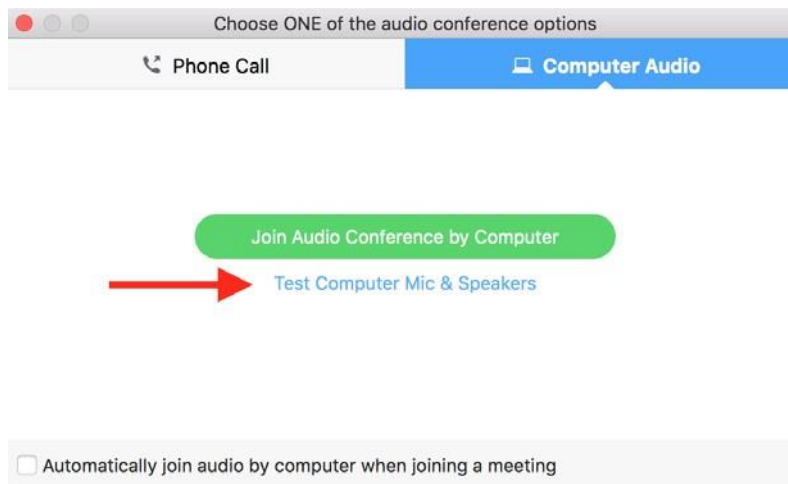 Choose ONE of the audio conference options
Phone Call
Computer Audio
Join Audio Conference by Computer
Test Computer Mic & Speakers
Automatically join audio by computer when joining a meeting